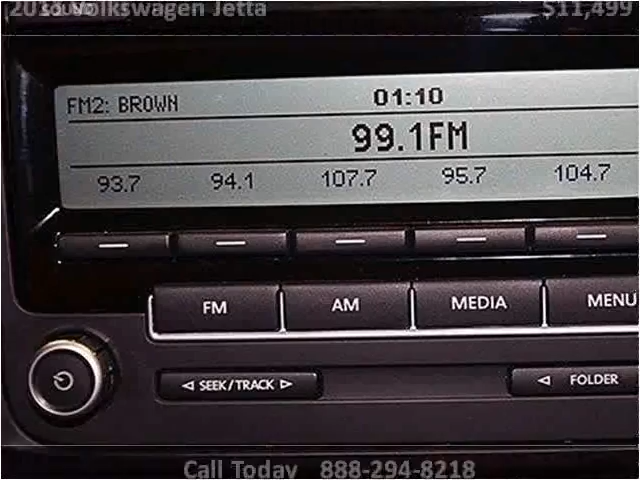 Volkswagen Jetta $11,499
SOUND
FM2: BROWN 01:10
99.1FM
93.7 94.1 107.7 95.7 104.7
FM AM MEDIA MENU
SEEK/TRACK FOLDER
Call Today 888-294-8218